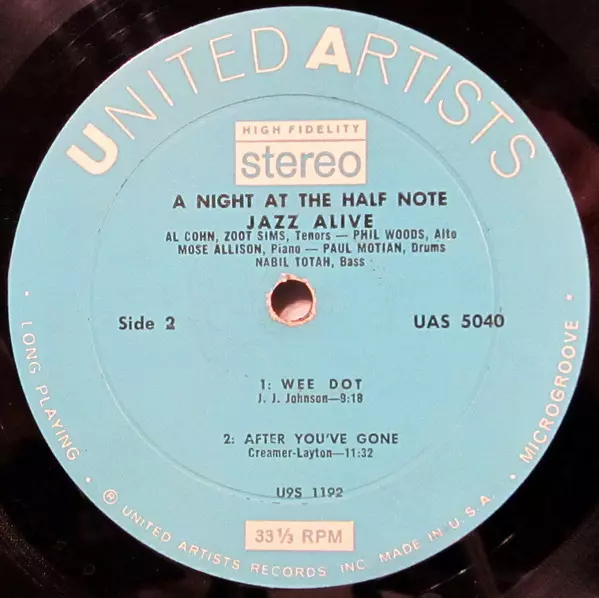 UNITED ARTISTS
HIGH FIDELITY
stereo
A NIGHT AT THE HALF NOTE
JAZZ ALIVE
AL COHN, ZOOT SIMS, Tenors — PHIL WOODS, Alto
MOSE ALLISON, Piano — PAUL MOTIAN, Drums
NABIL TOTAH, Bass
Side 2
UAS 5040
1: WEE DOT
J. J. Johnson—9:18
2: AFTER YOU'VE GONE
Creamer-Layton—11:32
U9S 1192
33⅓ RPM
• LONG PLAYING • ® UNITED ARTISTS RECORDS INC. MADE IN U.S.A. • MICROGROOVE •